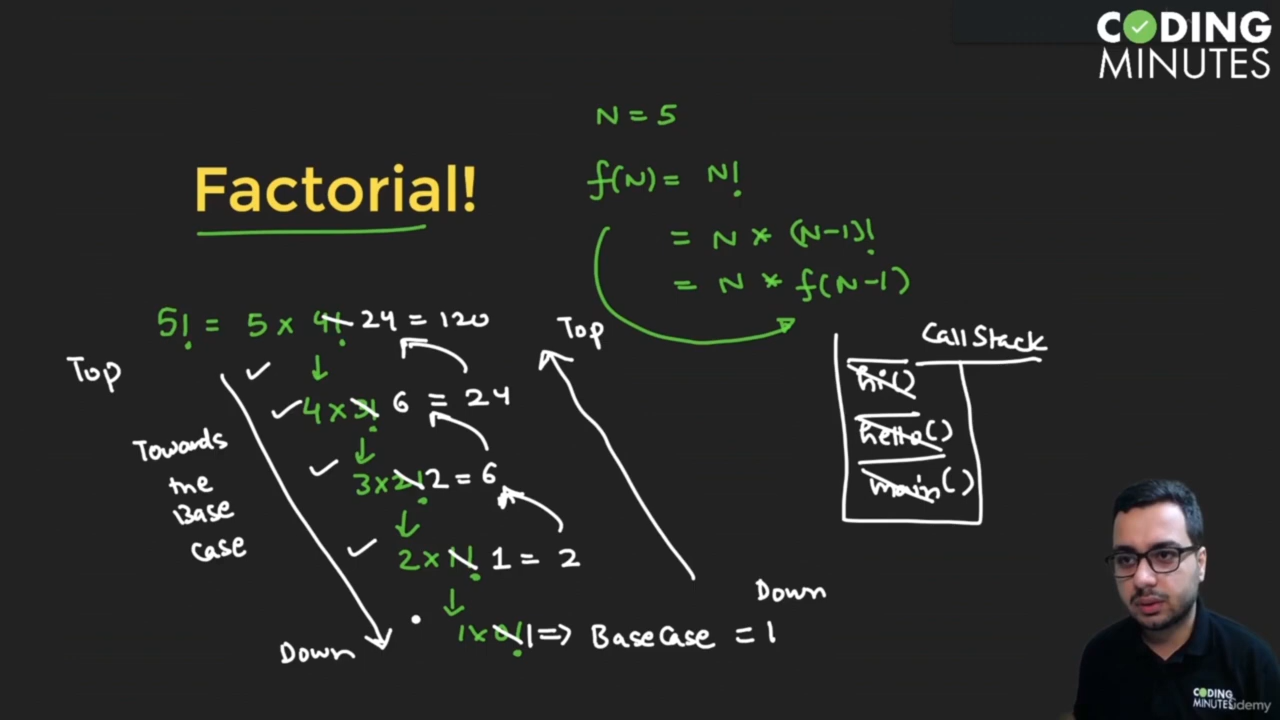 CODING
MINUTES
N = 5
Factorial!
f(N) = N!
= N * (N-1)!
= N * f(N-1)
5! = 5 x 4! 24 = 120
Top
Top
CallStack
hi()
4 x 3! 6 = 24
hello()
Towards
the
Base
Case
3 x 2! 2 = 6
main()
2 x 1! 1 = 2
Down
1 x 0! 1 => Base Case = 1
Down
CODING
MINUTES
Udemy